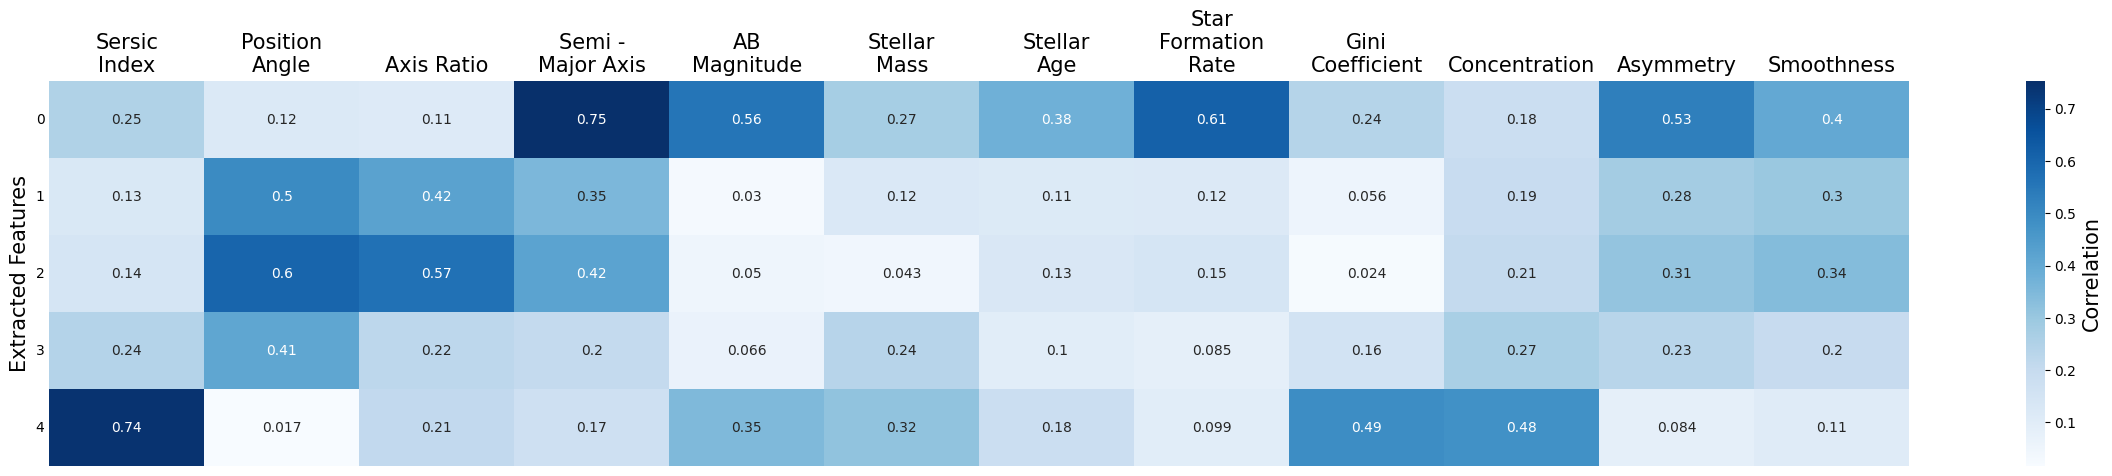 Sersic
Index
Position
Angle
Axis Ratio
Semi -
Major Axis
AB
Magnitude
Stellar
Mass
Stellar
Age
Star
Formation
Rate
Gini
Coefficient
Concentration
Asymmetry
Smoothness
Extracted Features
0 0.25 0.12 0.11 0.75 0.56 0.27 0.38 0.61 0.24 0.18 0.53 0.4
1 0.13 0.5 0.42 0.35 0.03 0.12 0.11 0.12 0.056 0.19 0.28 0.3
2 0.14 0.6 0.57 0.42 0.05 0.043 0.13 0.15 0.024 0.21 0.31 0.34
3 0.24 0.41 0.22 0.2 0.066 0.24 0.1 0.085 0.16 0.27 0.23 0.2
4 0.74 0.017 0.21 0.17 0.35 0.32 0.18 0.099 0.49 0.48 0.084 0.11
0.7
0.6
0.5
0.4
0.3
0.2
0.1
Correlation